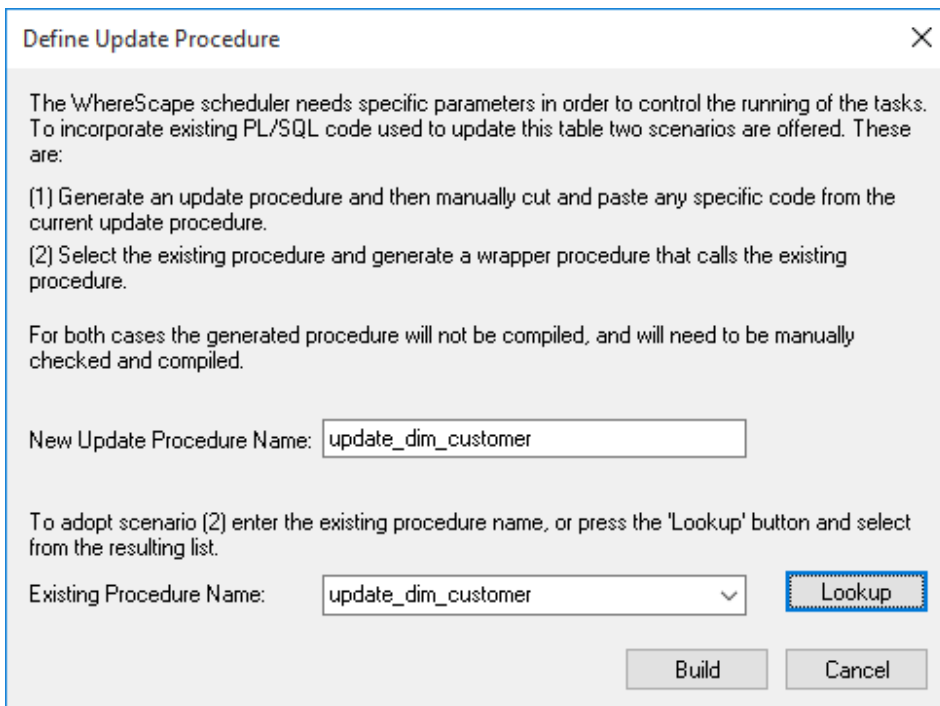 Define Update Procedure
The WhereScape scheduler needs specific parameters in order to control the running of the tasks.
To incorporate existing PL/SQL code used to update this table two scenarios are offered. These
are:
(1) Generate an update procedure and then manually cut and paste any specific code from the
current update procedure.
(2) Select the existing procedure and generate a wrapper procedure that calls the existing
procedure.
For both cases the generated procedure will not be compiled, and will need to be manually
checked and compiled.
New Update Procedure Name: update_dim_customer
To adopt scenario (2) enter the existing procedure name, or press the 'Lookup' button and select
from the resulting list.
Existing Procedure Name: update_dim_customer Lookup
Build Cancel